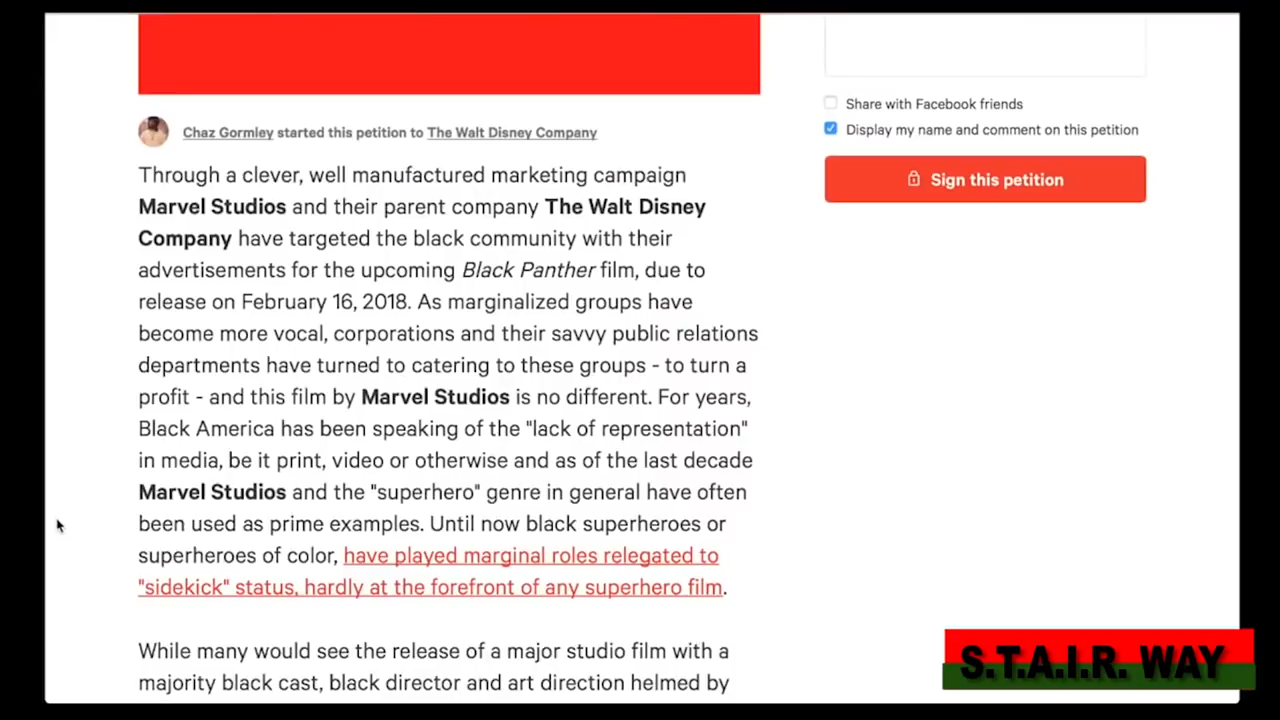 Chaz Gormley started this petition to The Walt Disney Company
Through a clever, well manufactured marketing campaign
Marvel Studios and their parent company The Walt Disney
Company have targeted the black community with their
advertisements for the upcoming Black Panther film, due to
release on February 16, 2018. As marginalized groups have
become more vocal, corporations and their savvy public relations
departments have turned to catering to these groups - to turn a
profit - and this film by Marvel Studios is no different. For years,
Black America has been speaking of the "lack of representation"
in media, be it print, video or otherwise and as of the last decade
Marvel Studios and the "superhero" genre in general have often
been used as prime examples. Until now black superheroes or
superheroes of color, have played marginal roles relegated to
"sidekick" status, hardly at the forefront of any superhero film.
While many would see the release of a major studio film with a
majority black cast, black director and art direction helmed by
Share with Facebook friends
Display my name and comment on this petition
Sign this petition
S.T.A.I.R. WAY